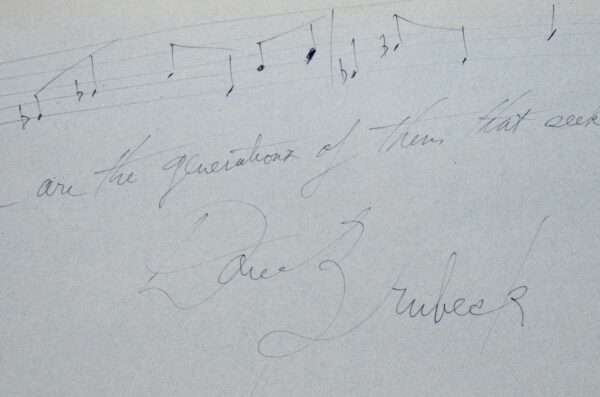 are the generations of them that seek
Dave Brubeck